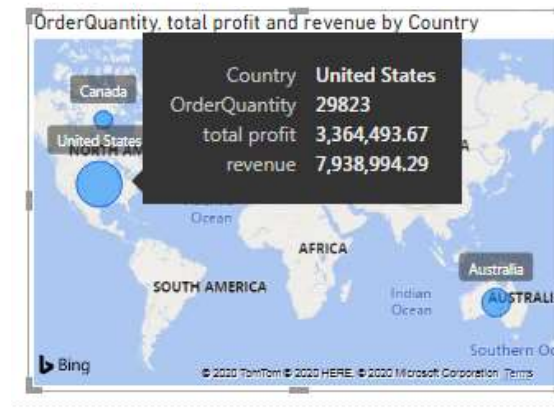 OrderQuantity, total profit and revenue by Country
Country United States
OrderQuantity 29823
total profit 3,364,493.67
revenue 7,938,994.29
Canada
United States
NORTH AM
A
Ocean
AFRICA
SOUTH AMERICA
Indian
Ocean
Australia
AUSTRALI
Southern Oc
Bing
© 2020 TomTom © 2020 HERE, © 2020 Microsoft Corporation Terms